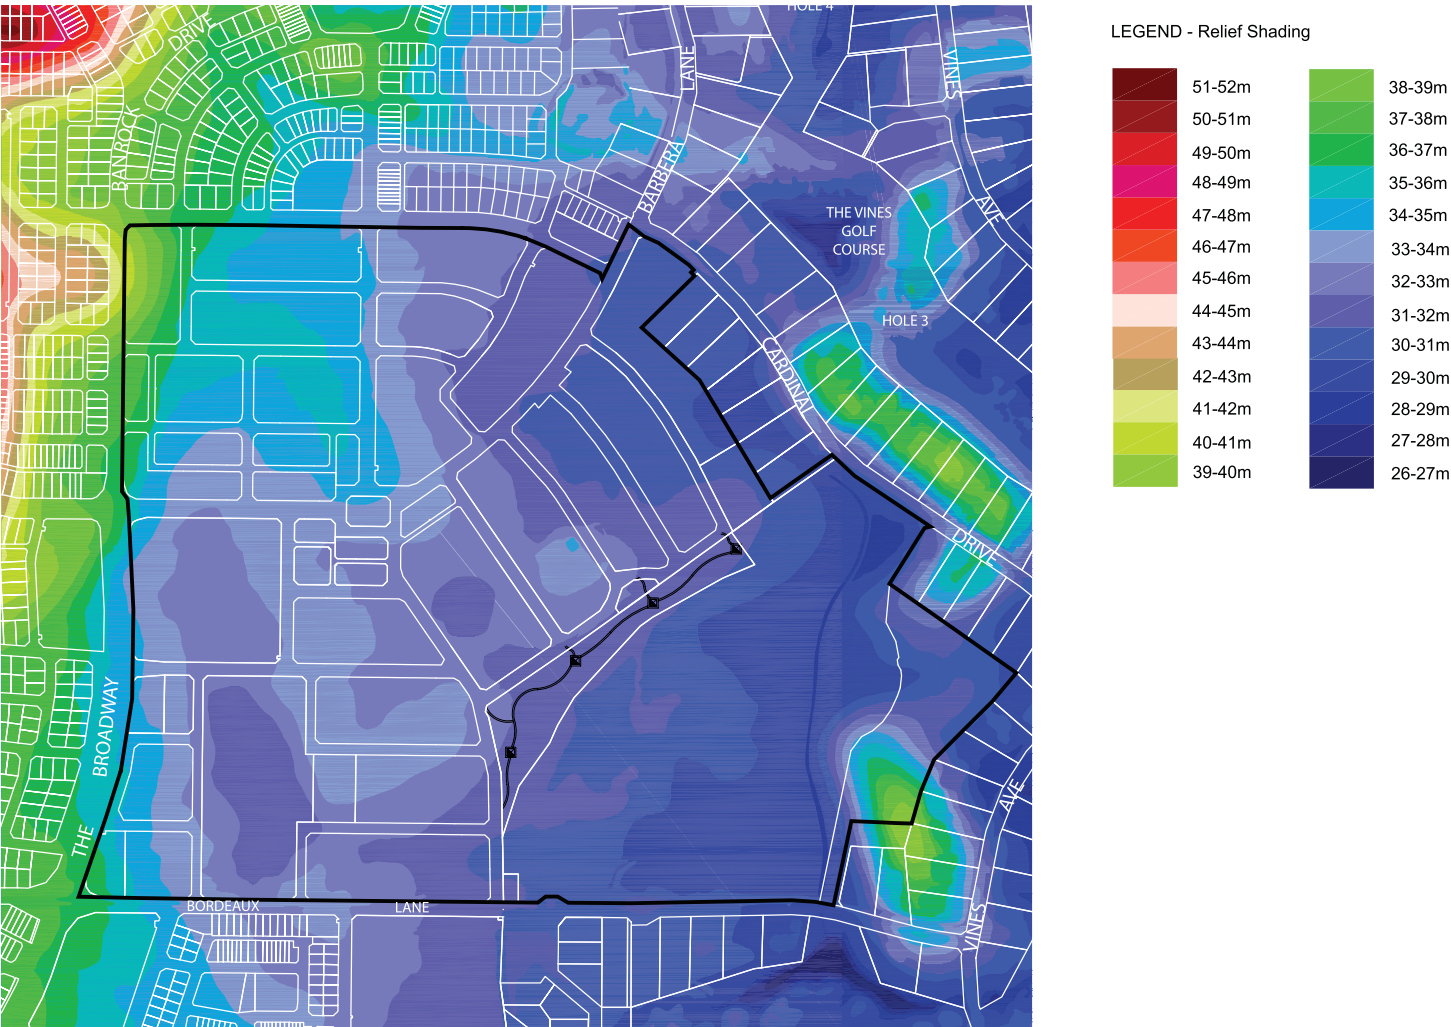 HOLE 4
DRIVE
LANE
VINES
BANROCK
BARBERA
AVE
THE VINES
GOLF
COURSE
HOLE 3
CARDINAL
DRIVE
BROADWAY
THE
AVE
VINES
BORDEAUX
LANE
LEGEND - Relief Shading
51-52m
50-51m
49-50m
48-49m
47-48m
46-47m
45-46m
44-45m
43-44m
42-43m
41-42m
40-41m
39-40m
38-39m
37-38m
36-37m
35-36m
34-35m
33-34m
32-33m
31-32m
30-31m
29-30m
28-29m
27-28m
26-27m